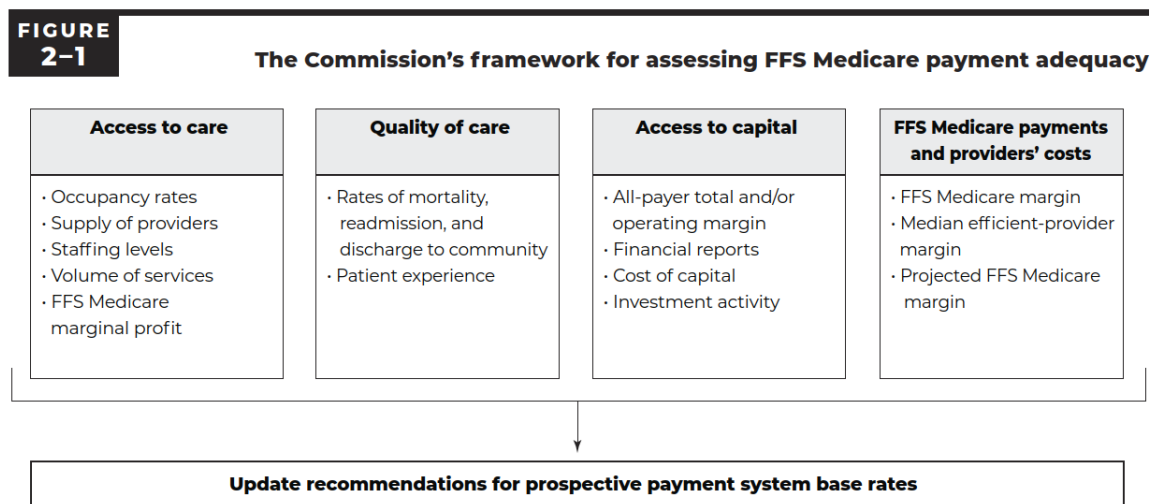 FIGURE
2–1
The Commission's framework for assessing FFS Medicare payment adequacy
Access to care
· Occupancy rates
· Supply of providers
· Staffing levels
· Volume of services
· FFS Medicare
marginal profit
Quality of care
· Rates of mortality,
readmission, and
discharge to community
· Patient experience
Access to capital
· All-payer total and/or
operating margin
· Financial reports
· Cost of capital
· Investment activity
FFS Medicare payments
and providers' costs
· FFS Medicare margin
· Median efficient-provider
margin
· Projected FFS Medicare
margin
Update recommendations for prospective payment system base rates